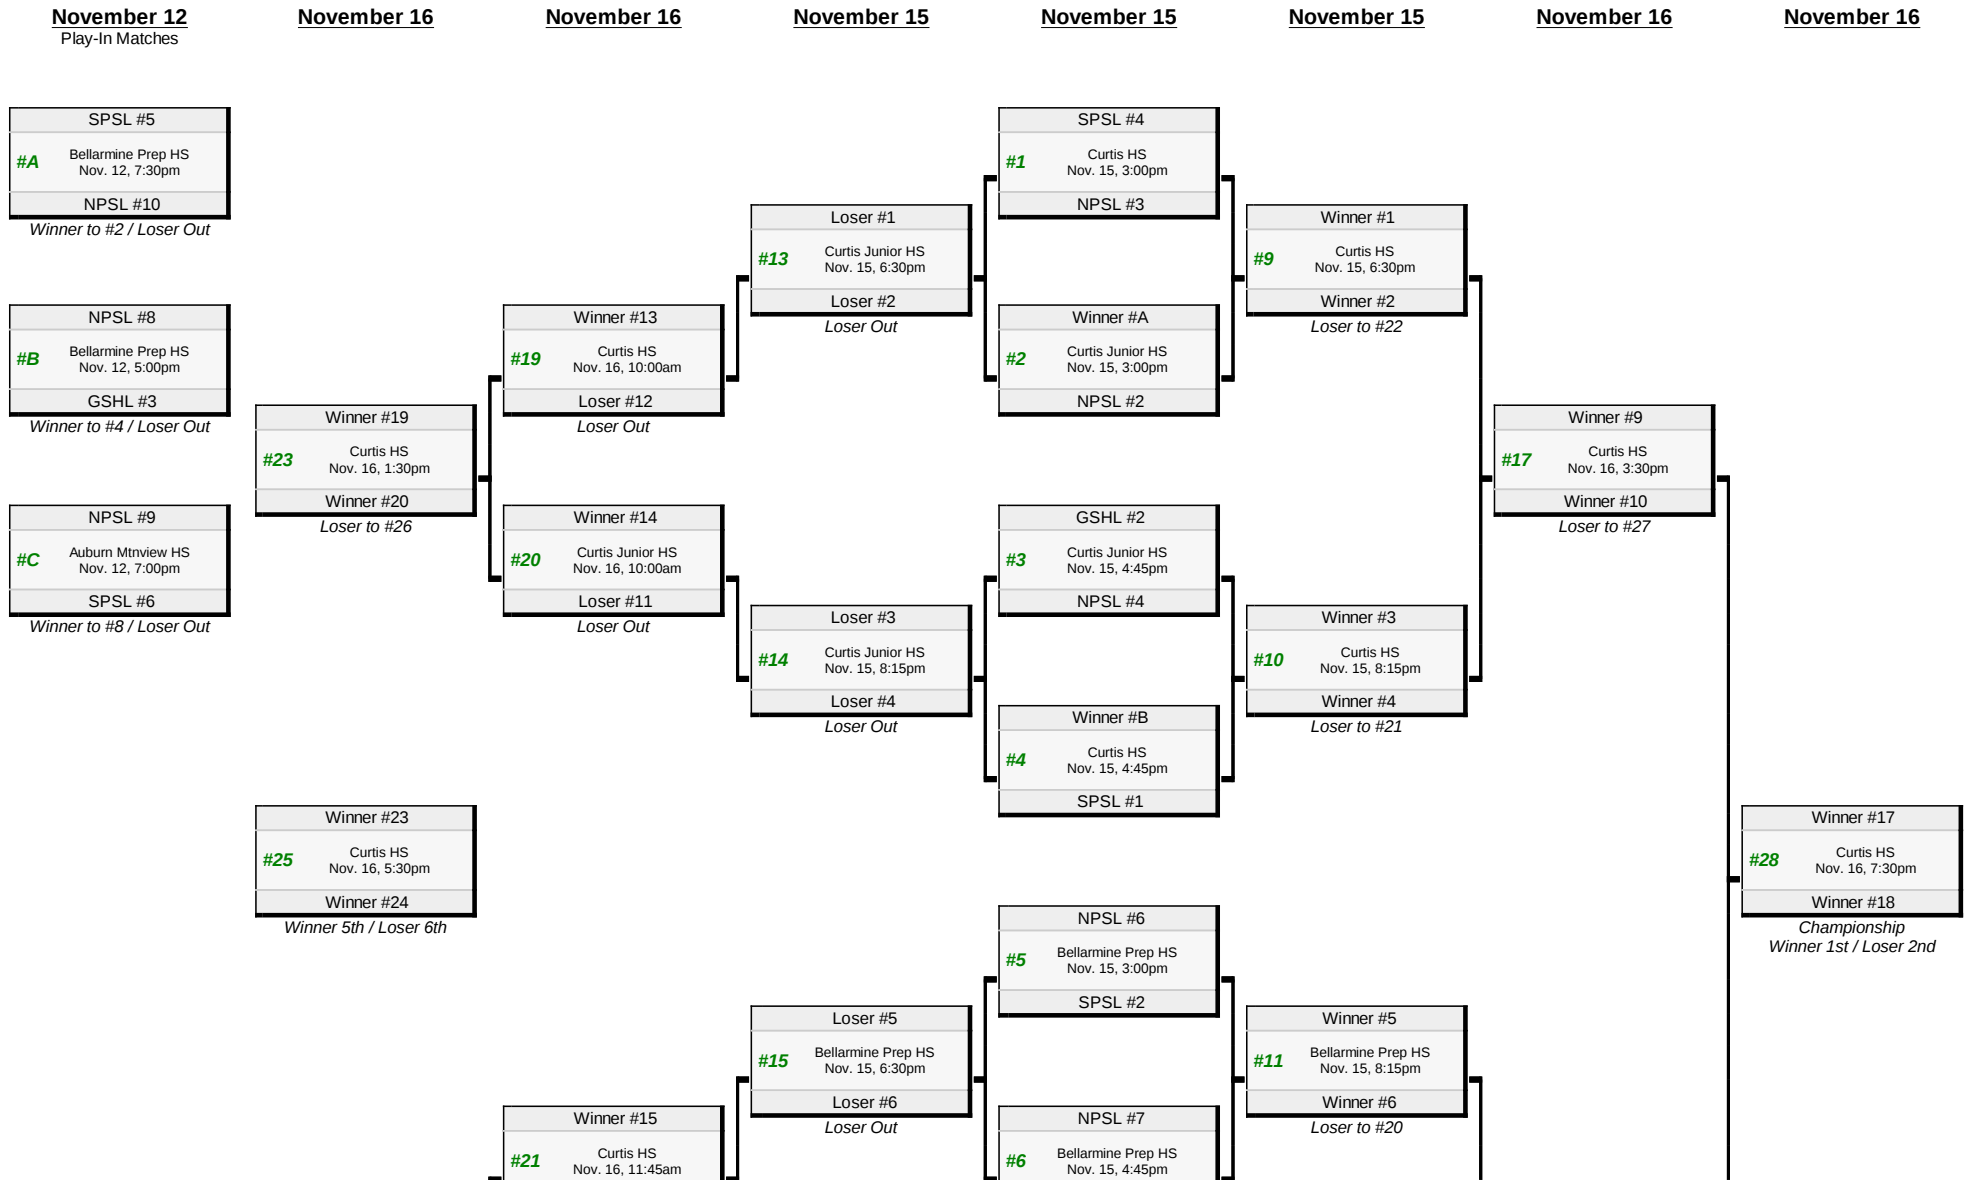 November 12
Play-In Matches
November 16
November 16
November 15
November 15
November 15
November 16
November 16
SPSL #5
#A
Bellarmine Prep HS
Nov. 12, 7:30pm
NPSL #10
Winner to #2 / Loser Out
NPSL #8
#B
Bellarmine Prep HS
Nov. 12, 5:00pm
GSHL #3
Winner to #4 / Loser Out
NPSL #9
#C
Auburn Mtnview HS
Nov. 12, 7:00pm
SPSL #6
Winner to #8 / Loser Out
Winner #19
#23
Curtis HS
Nov. 16, 1:30pm
Winner #20
Loser to #26
Winner #23
#25
Curtis HS
Nov. 16, 5:30pm
Winner #24
Winner 5th / Loser 6th
Winner #13
#19
Curtis HS
Nov. 16, 10:00am
Loser #12
Loser Out
Winner #14
#20
Curtis Junior HS
Nov. 16, 10:00am
Loser #11
Loser Out
Winner #15
#21
Curtis HS
Nov. 16, 11:45am
Loser #1
#13
Curtis Junior HS
Nov. 15, 6:30pm
Loser #2
Loser Out
Loser #3
#14
Curtis Junior HS
Nov. 15, 8:15pm
Loser #4
Loser Out
Loser #5
#15
Bellarmine Prep HS
Nov. 15, 6:30pm
Loser #6
Loser Out
SPSL #4
#1
Curtis HS
Nov. 15, 3:00pm
NPSL #3
Winner #A
#2
Curtis Junior HS
Nov. 15, 3:00pm
NPSL #2
GSHL #2
#3
Curtis Junior HS
Nov. 15, 4:45pm
NPSL #4
Winner #B
#4
Curtis HS
Nov. 15, 4:45pm
SPSL #1
NPSL #6
#5
Bellarmine Prep HS
Nov. 15, 3:00pm
SPSL #2
NPSL #7
#6
Bellarmine Prep HS
Nov. 15, 4:45pm
Winner #1
#9
Curtis HS
Nov. 15, 6:30pm
Winner #2
Loser to #22
Winner #3
#10
Curtis HS
Nov. 15, 8:15pm
Winner #4
Loser to #21
Winner #5
#11
Bellarmine Prep HS
Nov. 15, 8:15pm
Winner #6
Loser to #20
Winner #9
#17
Curtis HS
Nov. 16, 3:30pm
Winner #10
Loser to #27
Winner #17
#28
Curtis HS
Nov. 16, 7:30pm
Winner #18
Championship
Winner 1st / Loser 2nd